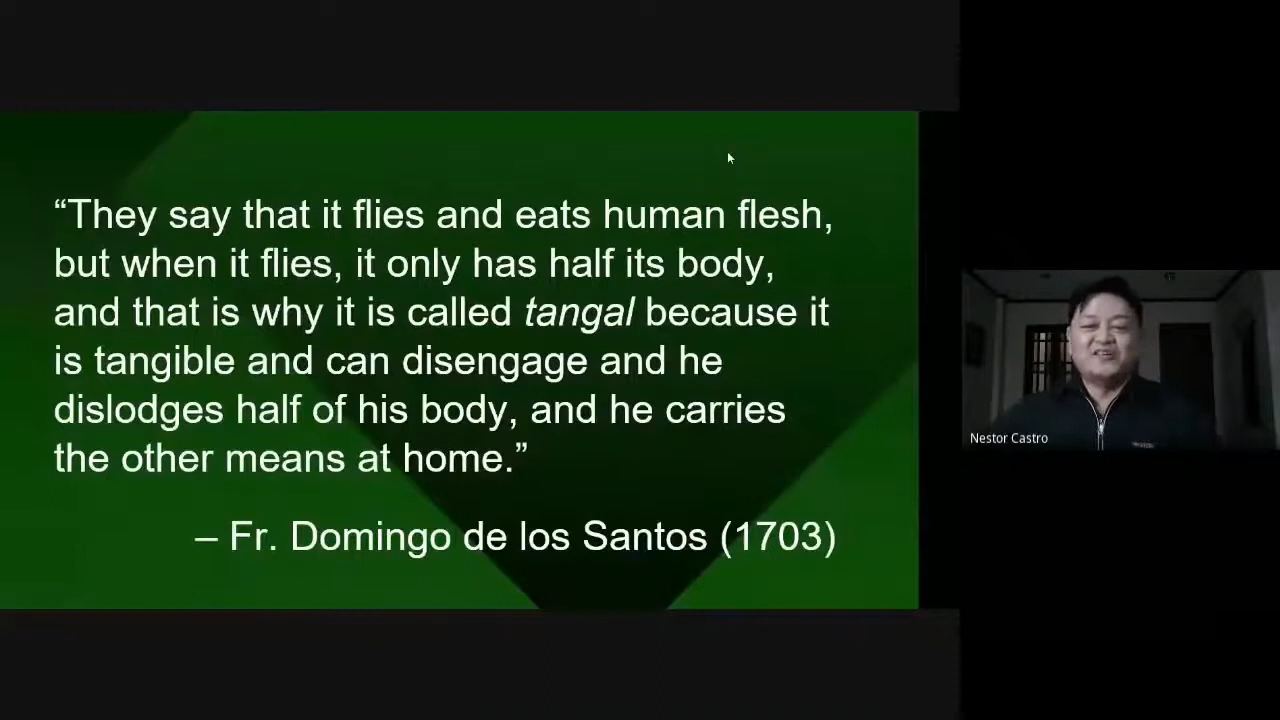 “They say that it flies and eats human flesh,
but when it flies, it only has half its body,
and that is why it is called tangal because it
is tangible and can disengage and he
dislodges half of his body, and he carries
the other means at home.”
– Fr. Domingo de los Santos (1703)
Nestor Castro